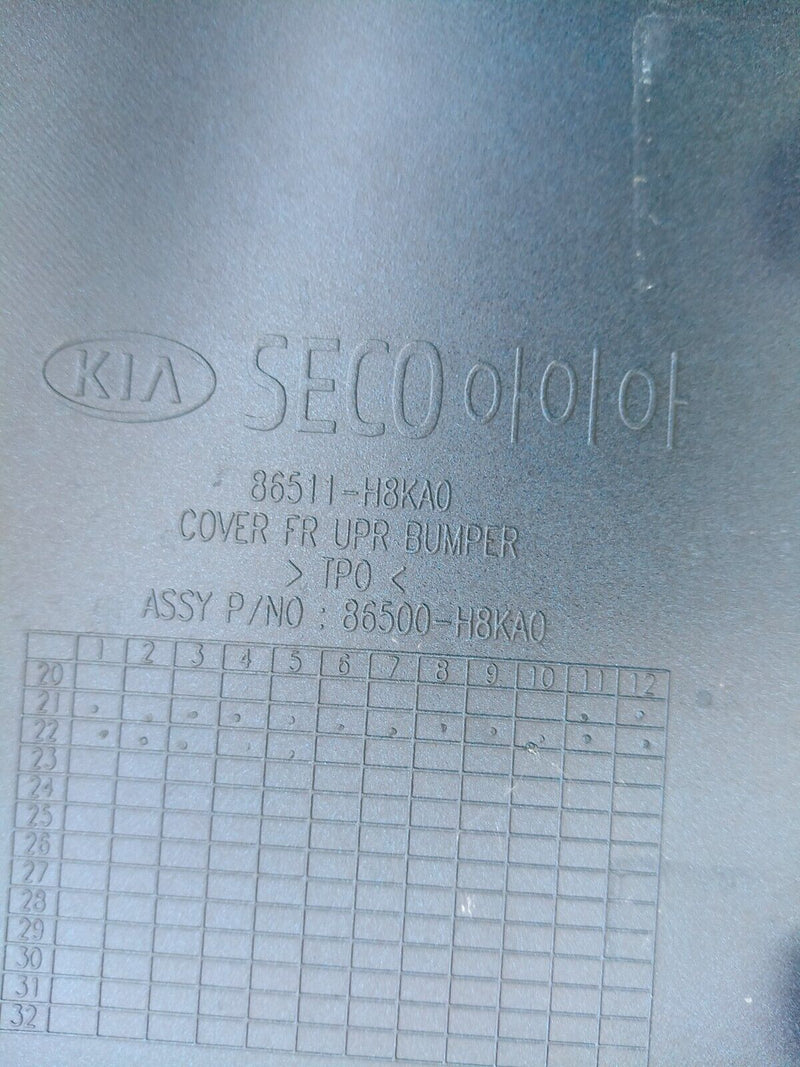 KIA SECO 이이아
86511-H8KA0
COVER FR UPR BUMPER
> TPO <
ASSY P/NO : 86500-H8KA0
1 2 3 4 5 6 7 8 9 10 11 12
20
21
22
23
24
25
26
27
28
29
30
31
32